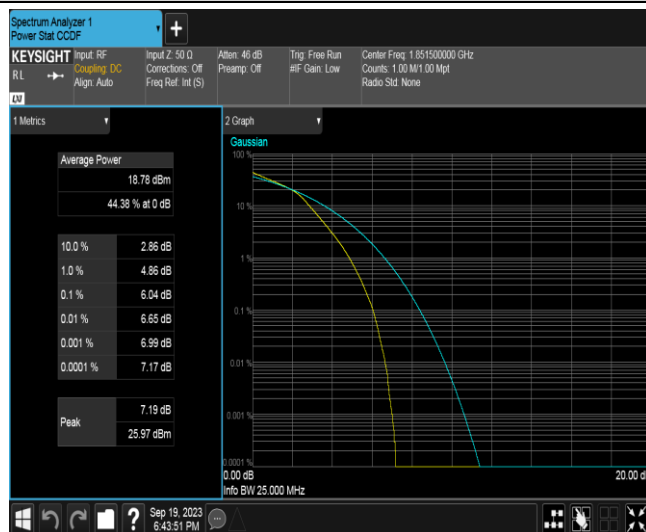 Spectrum Analyzer 1
Power Stat CCDF
KEYSIGHT
RL
LXI
Input: RF
Coupling: DC
Align: Auto
Input Z: 50 Ω
Corrections: Off
Freq Ref: Int (S)
Atten: 46 dB
Preamp: Off
Trig: Free Run
#IF Gain: Low
Center Freq: 1.851500000 GHz
Counts: 1.00 M/1.00 Mpt
Radio Std: None
1 Metrics
Average Power
18.78 dBm
44.38 % at 0 dB
10.0 % 2.86 dB
1.0 % 4.86 dB
0.1 % 6.04 dB
0.01 % 6.65 dB
0.001 % 6.99 dB
0.0001 % 7.17 dB
Peak
7.19 dB
25.97 dBm
2 Graph
Gaussian
100 %
10 %
1 %
0.1 %
0.01 %
0.001 %
0.0001 %
0.00 dB
20.00 d
Info BW 25.000 MHz
?
Sep 19, 2023
6:43:51 PM